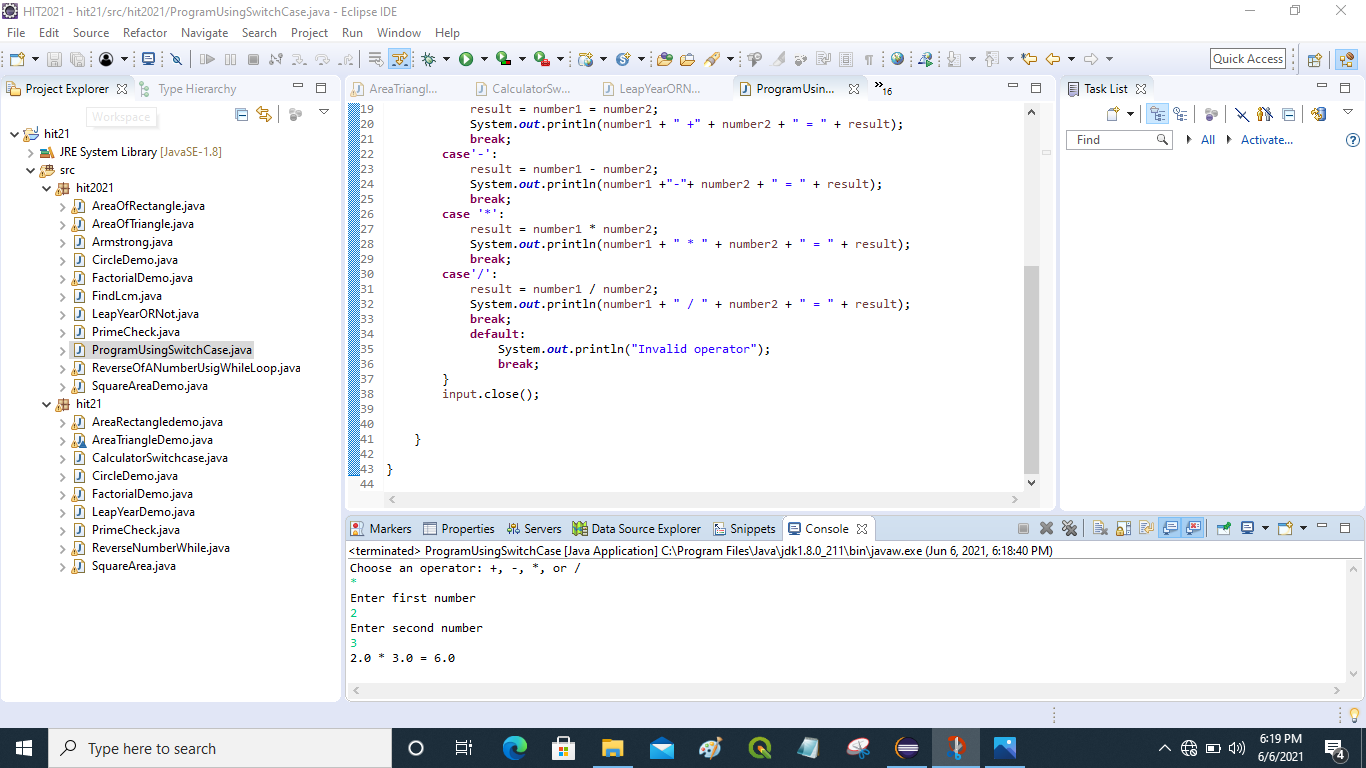 HIT2021 - hit21/src/hit2021/ProgramUsingSwitchCase.java - Eclipse IDE
File Edit Source Refactor Navigate Search Project Run Window Help
Quick Access
Project Explorer Type Hierarchy
Workspace
hit21
JRE System Library [JavaSE-1.8]
src
hit2021
AreaOfRectangle.java
AreaOfTriangle.java
Armstrong.java
CircleDemo.java
FactorialDemo.java
FindLcm.java
LeapYearORNot.java
PrimeCheck.java
ProgramUsingSwitchCase.java
ReverseOfANumberUsigWhileLoop.java
SquareAreaDemo.java
hit21
AreaRectangledemo.java
AreaTriangleDemo.java
CalculatorSwitchcase.java
CircleDemo.java
FactorialDemo.java
LeapYearDemo.java
PrimeCheck.java
ReverseNumberWhile.java
SquareArea.java
AreaTriangl... CalculatorSw... LeapYearORN... ProgramUsin... »16
19 result = number1 = number2;
20 System.out.println(number1 + " +" + number2 + " = " + result);
21 break;
22 case'-':
23 result = number1 - number2;
24 System.out.println(number1 +"-"+ number2 + " = " + result);
25 break;
26 case '*':
27 result = number1 * number2;
28 System.out.println(number1 + " * " + number2 + " = " + result);
29 break;
30 case'/':
31 result = number1 / number2;
32 System.out.println(number1 + " / " + number2 + " = " + result);
33 break;
34 default:
35 System.out.println("Invalid operator");
36 break;
37 }
38 input.close();
39
40
41 }
42
43 }
44
Task List
Find All Activate...
Markers Properties Servers Data Source Explorer Snippets Console
<terminated> ProgramUsingSwitchCase [Java Application] C:\Program Files\Java\jdk1.8.0_211\bin\javaw.exe (Jun 6, 2021, 6:18:40 PM)
Choose an operator: +, -, *, or /
*
Enter first number
2
Enter second number
3
2.0 * 3.0 = 6.0
Type here to search
6:19 PM
6/6/2021
4